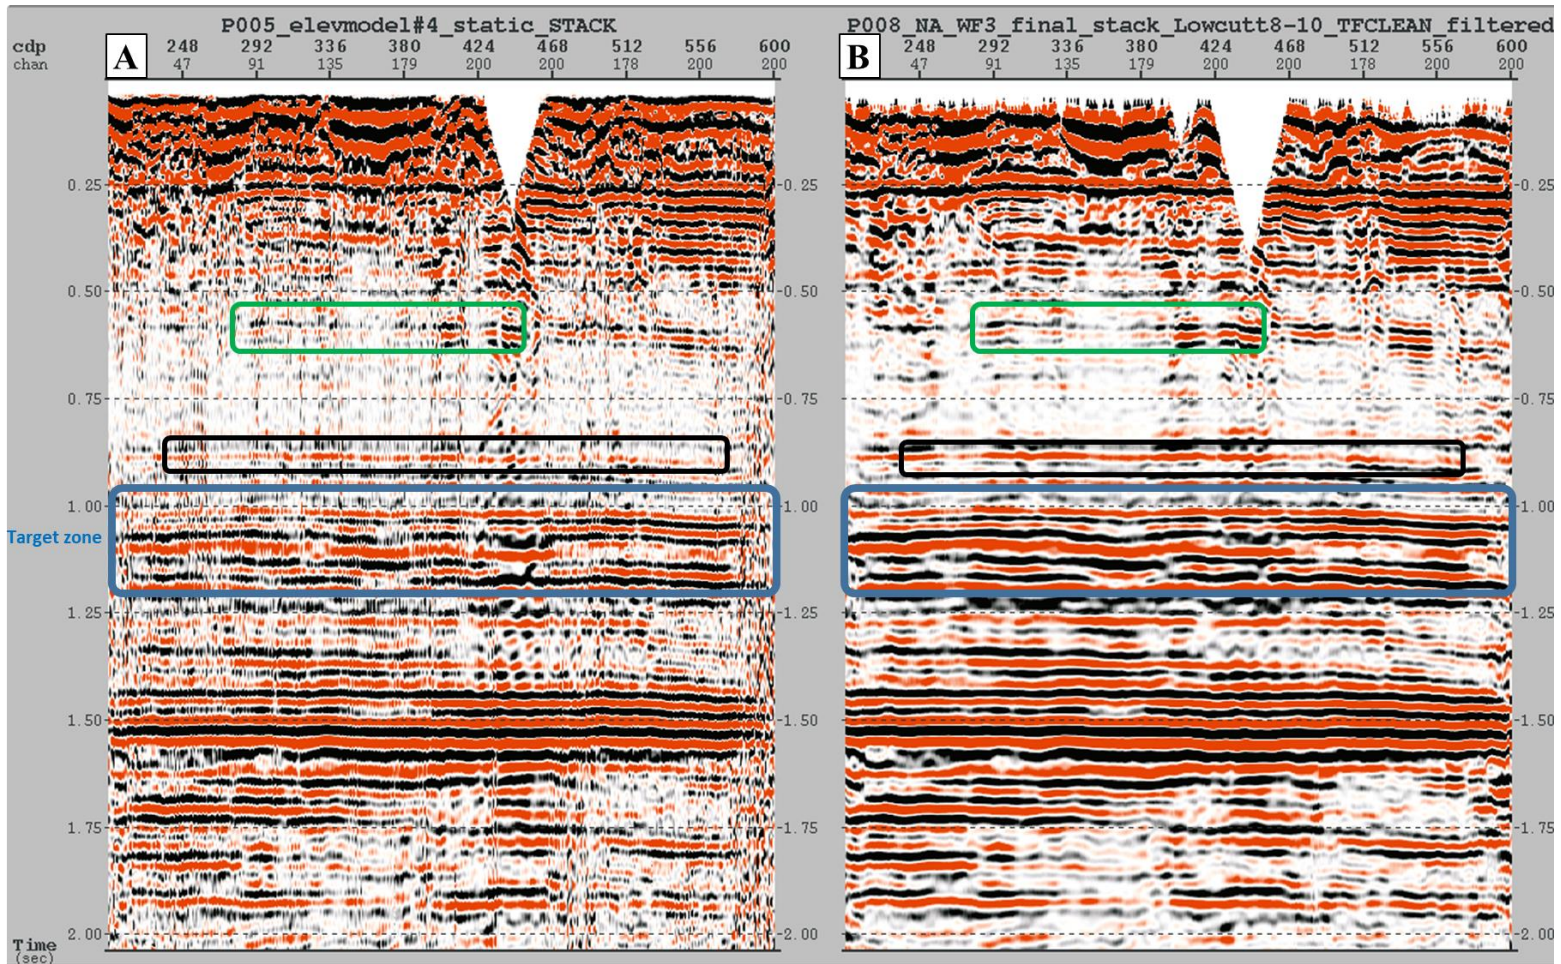 P005_elevmodel#4_static_STACK
P008_NA_WF3_final_stack_Lowcutt8-10_TFCLEAN_filtered
cdp 248 292 336 380 424 468 512 556 600 248 292 336 380 424 468 512 556 600
chan 47 91 135 179 200 200 178 200 200 47 91 135 179 200 200 178 200 200
A B
0.25 0.25 0.25
0.50 0.50 0.50
0.75 0.75 0.75
1.00 1.00 1.00
Target zone
1.25 1.25 1.25
1.50 1.50 1.50
1.75 1.75 1.75
2.00 2.00 2.00
Time
(sec)